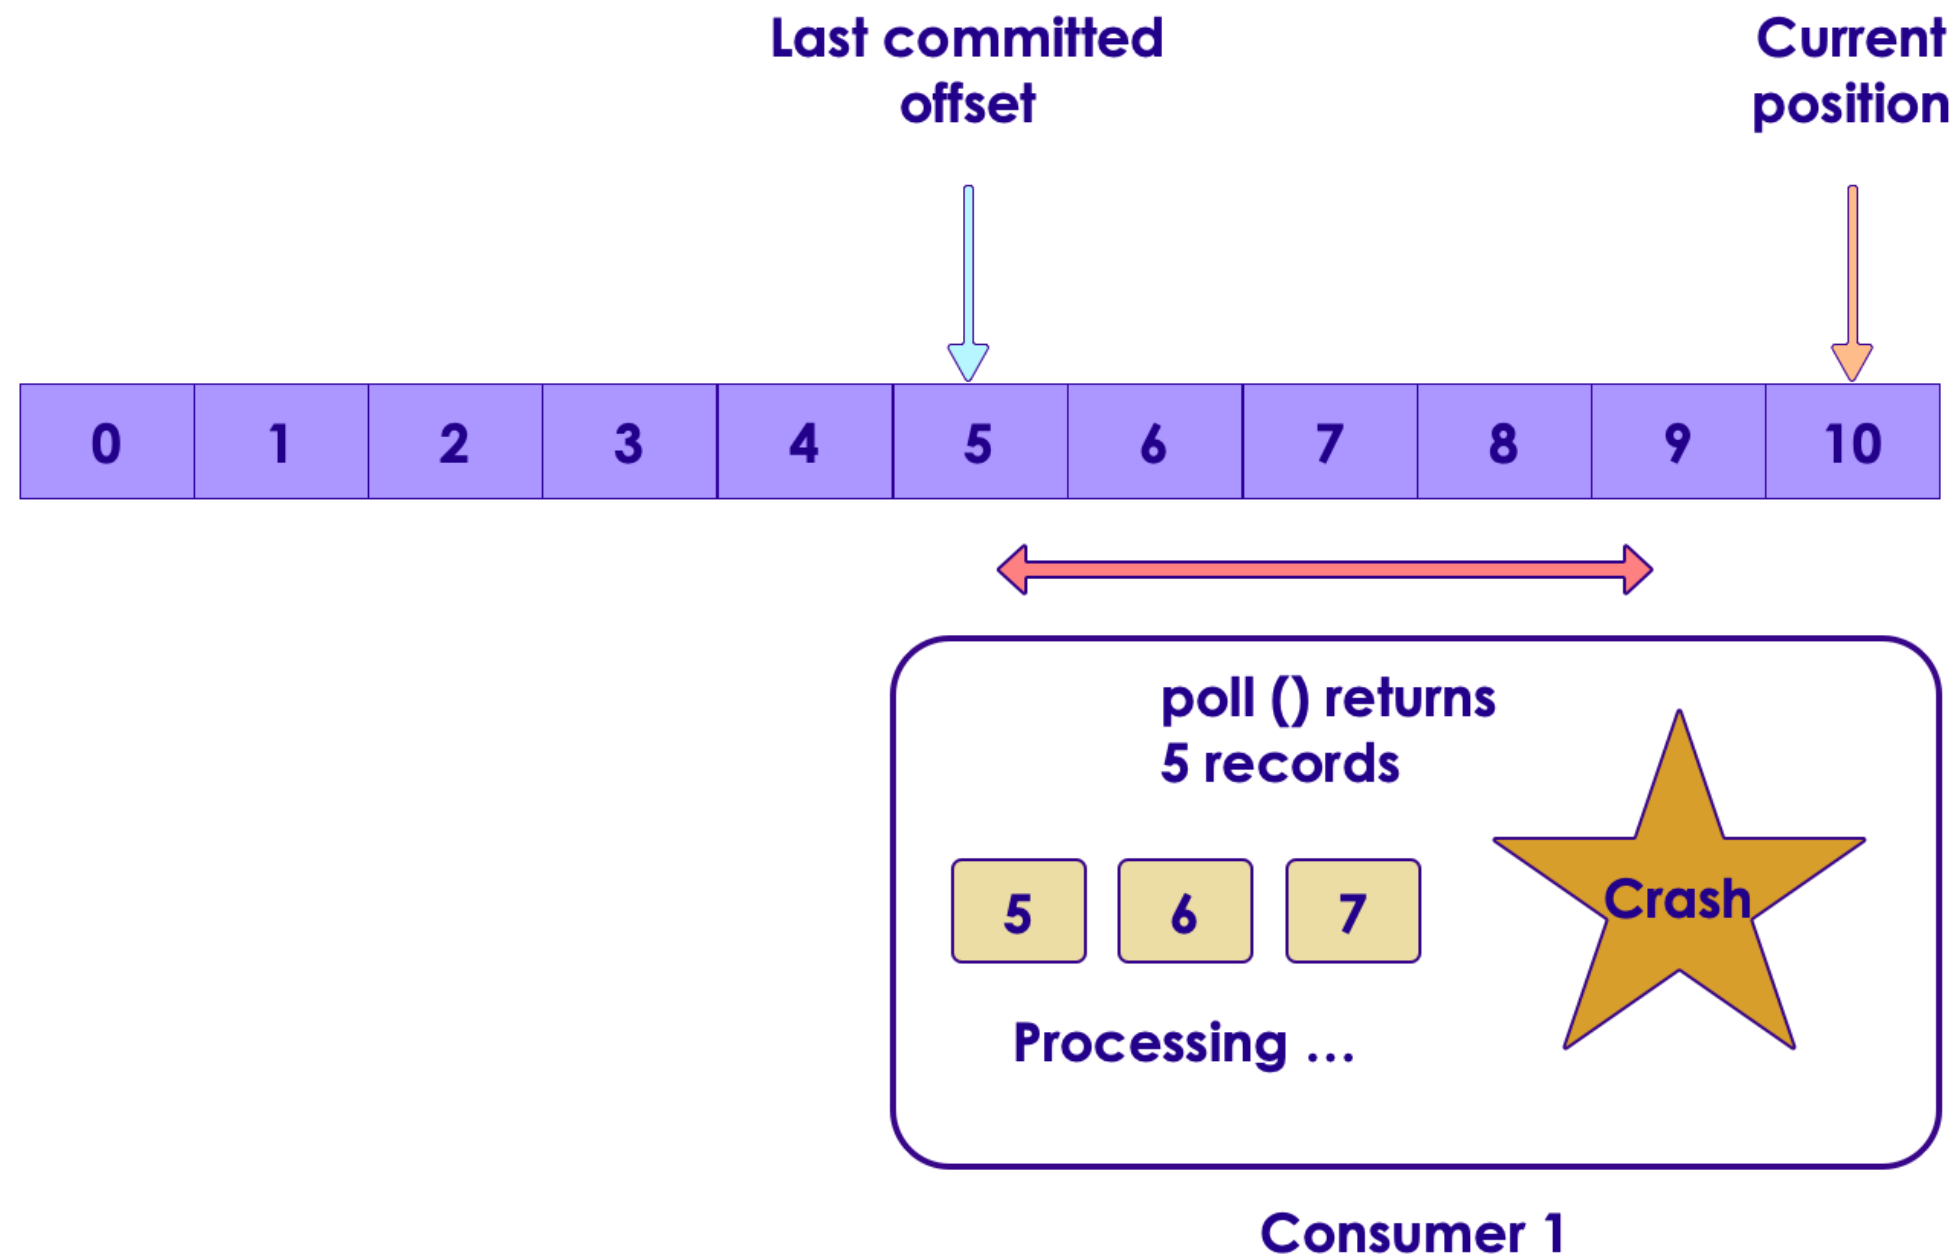 Last committed
offset
Current
position
0 1 2 3 4 5 6 7 8 9 10
poll () returns
5 records
5 6 7
Crash
Processing ...
Consumer 1